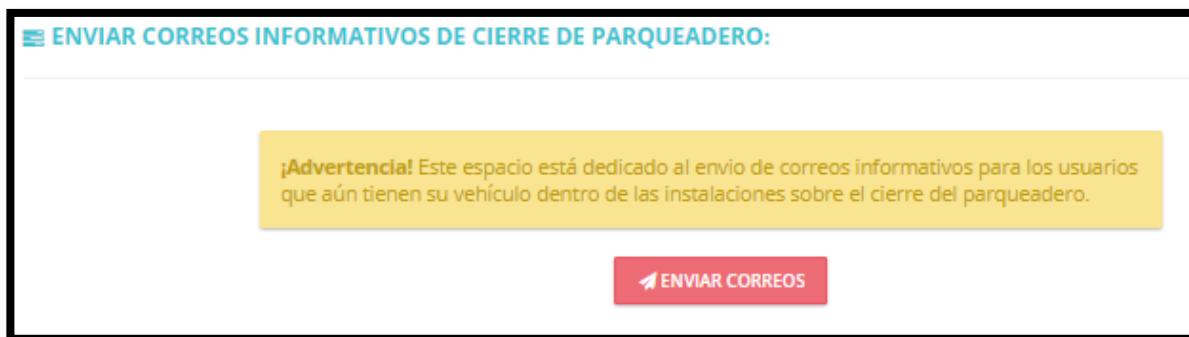 ENVIAR CORREOS INFORMATIVOS DE CIERRE DE PARQUEADERO:
¡Advertencia! Este espacio está dedicado al envio de correos informativos para los usuarios
que aún tienen su vehículo dentro de las instalaciones sobre el cierre del parqueadero.
ENVIAR CORREOS